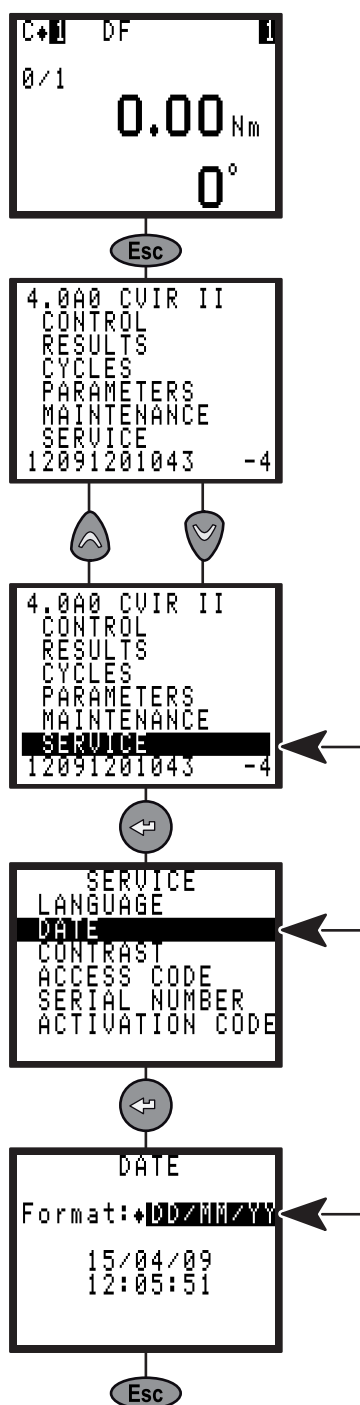 C♦1 DF 1
0/1
0.00 Nm
0°
Esc
4.0A0 CVIR II
CONTROL
RESULTS
CYCLES
PARAMETERS
MAINTENANCE
SERVICE
12091201043 -4
4.0A0 CVIR II
CONTROL
RESULTS
CYCLES
PARAMETERS
MAINTENANCE
SERVICE
12091201043 -4
SERVICE
LANGUAGE
DATE
CONTRAST
ACCESS CODE
SERIAL NUMBER
ACTIVATION CODE
DATE
Format:♦DD/MM/YY
15/04/09
12:05:51
Esc